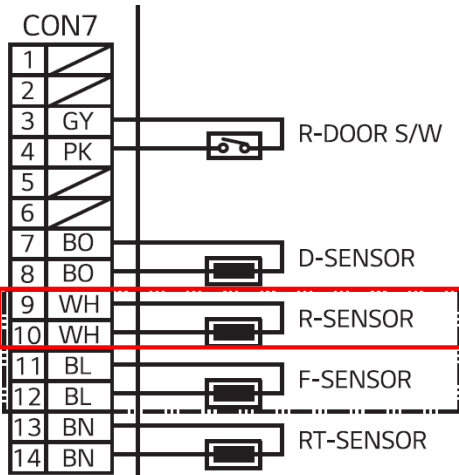 CON7
1
2
3 GY
R-DOOR S/W
4 PK
5
6
7 BO
D-SENSOR
8 BO
9 WH
R-SENSOR
10 WH
11 BL
F-SENSOR
12 BL
13 BN
RT-SENSOR
14 BN